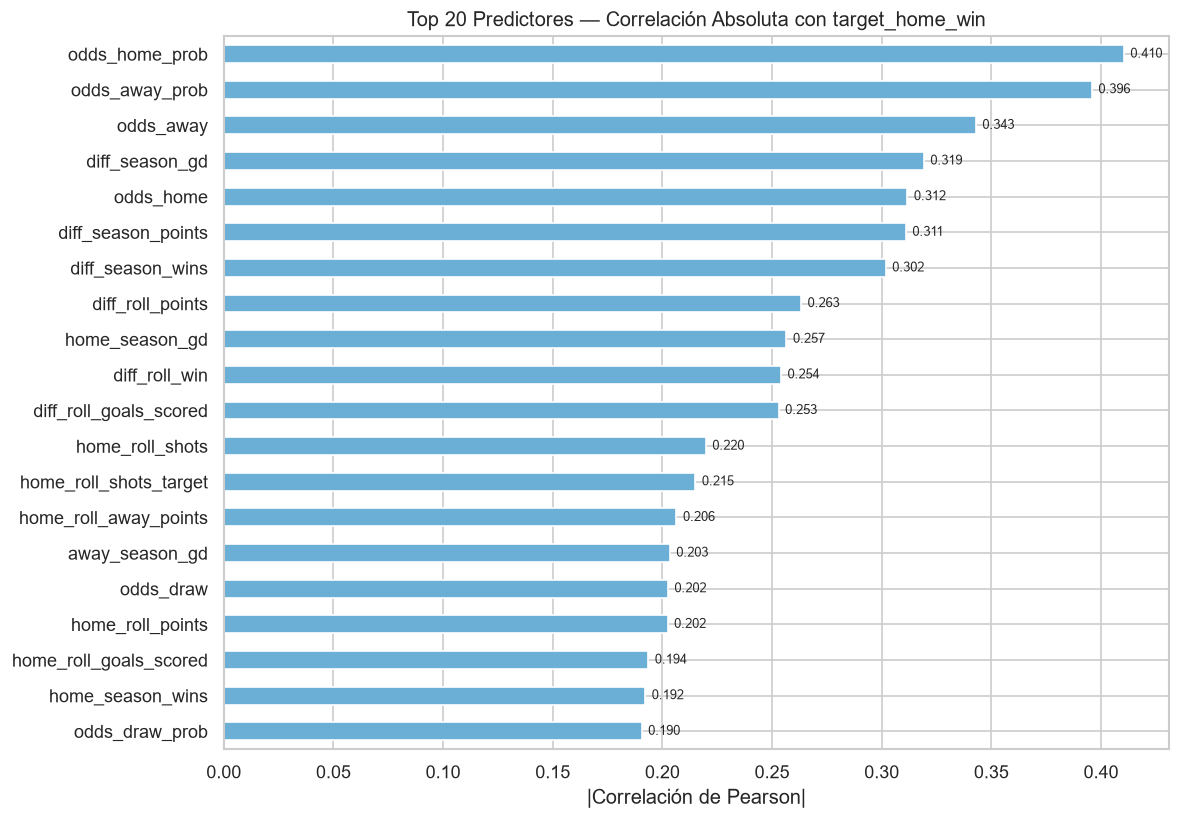 Top 20 Predictores — Correlación Absoluta con target_home_win
odds_home_prob 0.410
odds_away_prob 0.396
odds_away 0.343
diff_season_gd 0.319
odds_home 0.312
diff_season_points 0.311
diff_season_wins 0.302
diff_roll_points 0.263
home_season_gd 0.257
diff_roll_win 0.254
diff_roll_goals_scored 0.253
home_roll_shots 0.220
home_roll_shots_target 0.215
home_roll_away_points 0.206
away_season_gd 0.203
odds_draw 0.202
home_roll_points 0.202
home_roll_goals_scored 0.194
home_season_wins 0.192
odds_draw_prob 0.190
0.00 0.05 0.10 0.15 0.20 0.25 0.30 0.35 0.40
|Correlación de Pearson|